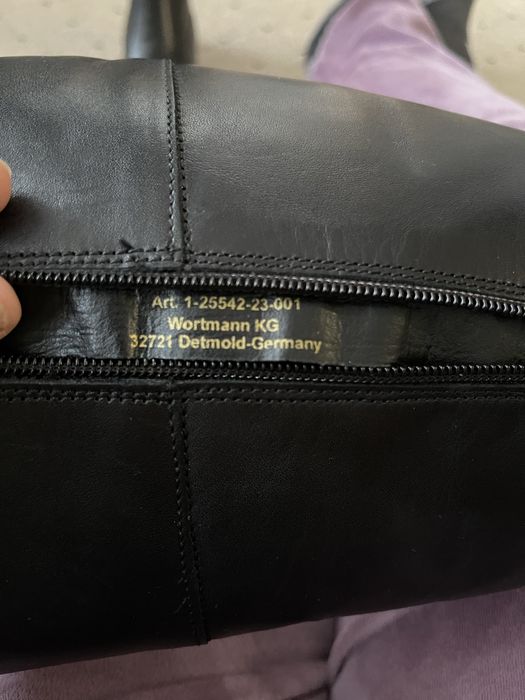 Art. 1-25542-23-001
Wortmann KG
32721 Detmold-Germany